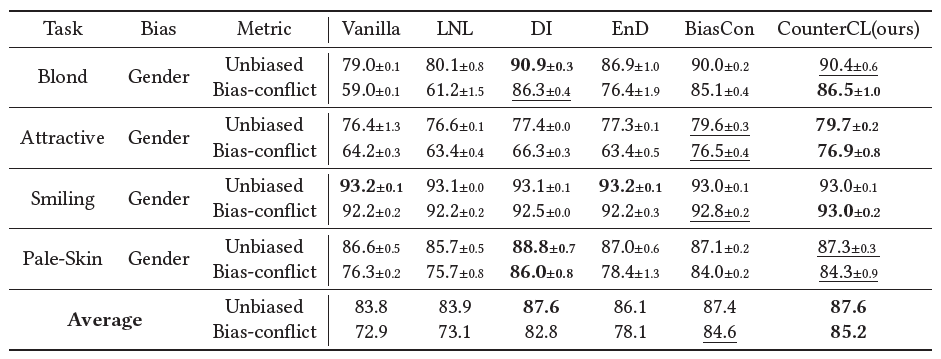 Task Bias Metric Vanilla LNL DI EnD BiasCon CounterCL(ours)
Blond Gender Unbiased 79.0±0.1 80.1±0.8 90.9±0.3 86.9±1.0 90.0±0.2 90.4±0.6
Bias-conflict 59.0±0.1 61.2±1.5 86.3±0.4 76.4±1.9 85.1±0.4 86.5±1.0
Attractive Gender Unbiased 76.4±1.3 76.6±0.1 77.4±0.0 77.3±0.1 79.6±0.3 79.7±0.2
Bias-conflict 64.2±0.3 63.4±0.4 66.3±0.3 63.4±0.5 76.5±0.4 76.9±0.8
Smiling Gender Unbiased 93.2±0.1 93.1±0.0 93.1±0.1 93.2±0.1 93.0±0.1 93.0±0.1
Bias-conflict 92.2±0.2 92.2±0.2 92.5±0.0 92.2±0.3 92.8±0.2 93.0±0.2
Pale-Skin Gender Unbiased 86.6±0.5 85.7±0.5 88.8±0.7 87.0±0.6 87.1±0.2 87.3±0.3
Bias-conflict 76.3±0.2 75.7±0.8 86.0±0.8 78.4±1.3 84.0±0.2 84.3±0.9
Average Unbiased 83.8 83.9 87.6 86.1 87.4 87.6
Bias-conflict 72.9 73.1 82.8 78.1 84.6 85.2